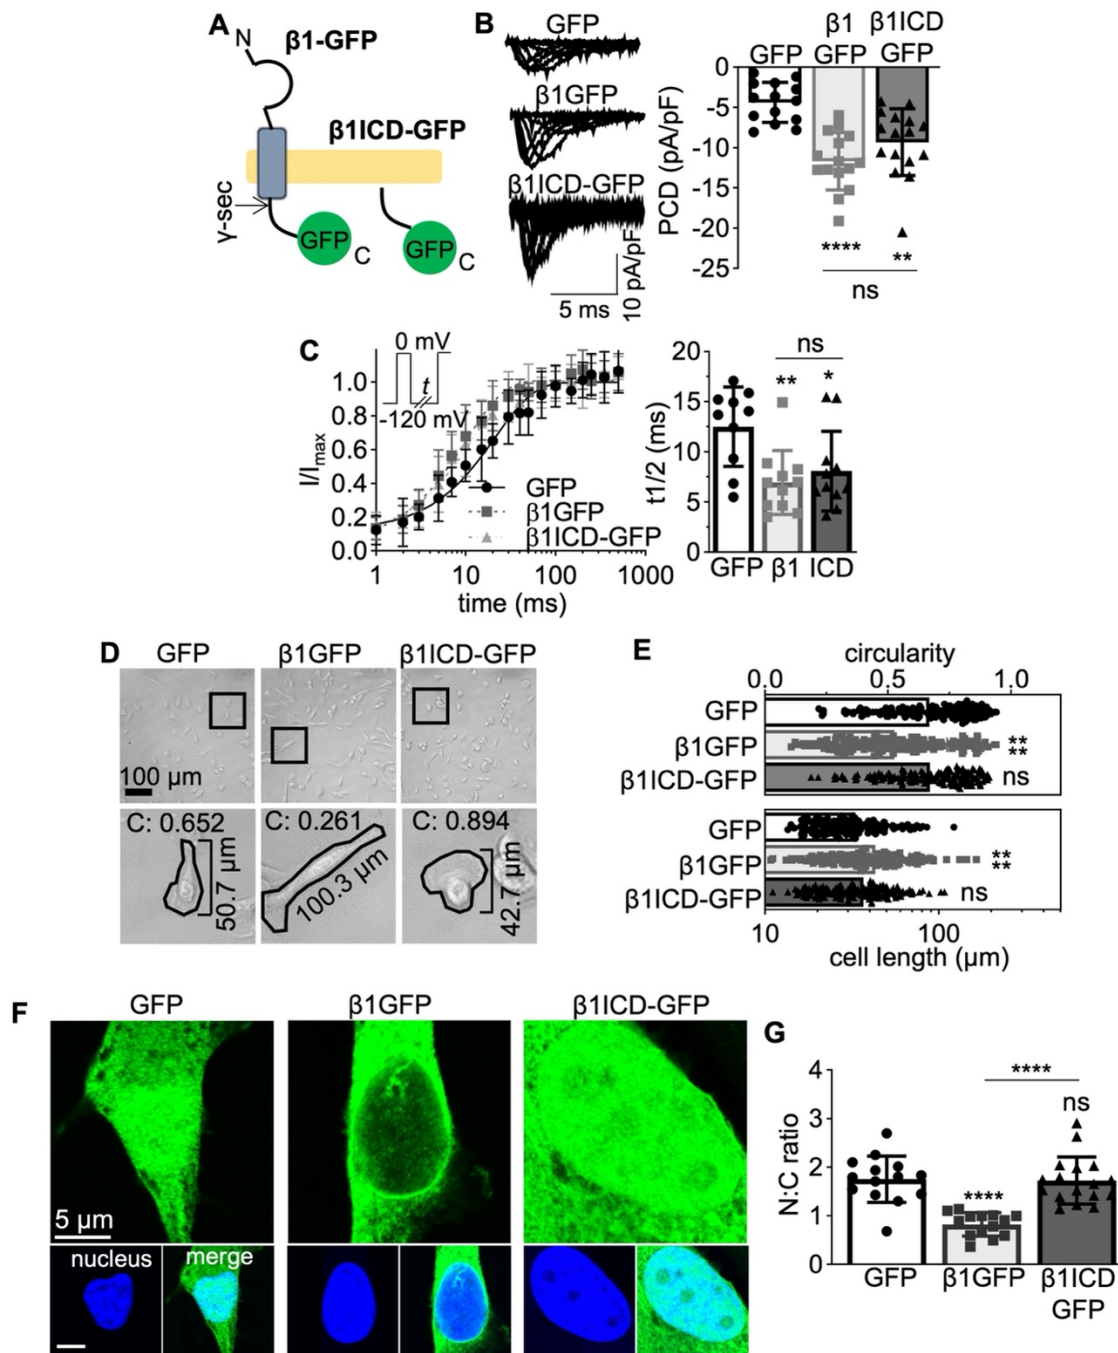 A
N
β1-GFP
β1ICD-GFP
γ-sec
GFP
C
GFP
C
B
GFP
β1GFP
β1ICD-GFP
5 ms
10 pA/pF
GFP
β1
GFP
β1ICD
GFP
PCD (pA/pF)
0
-5
-10
-15
-20
-25
****
**
ns
C
0 mV
t
-120 mV
I/Imax
1.0
0.8
0.6
0.4
0.2
0.0
GFP
β1GFP
β1ICD-GFP
1
10
100
1000
time (ms)
t1/2 (ms)
20
15
10
5
0
ns
**
*
GFP
β1
ICD
D
GFP
β1GFP
β1ICD-GFP
100 µm
C: 0.652
50.7 µm
C: 0.261
100.3 µm
C: 0.894
42.7 µm
E
circularity
0.0
0.5
1.0
GFP
β1GFP
**
**
β1ICD-GFP
ns
GFP
β1GFP
**
**
β1ICD-GFP
ns
10
100
cell length (µm)
F
GFP
β1GFP
β1ICD-GFP
5 µm
nucleus
merge
G
N:C ratio
4
3
2
1
0
****
ns
****
GFP
β1GFP
β1ICD
GFP